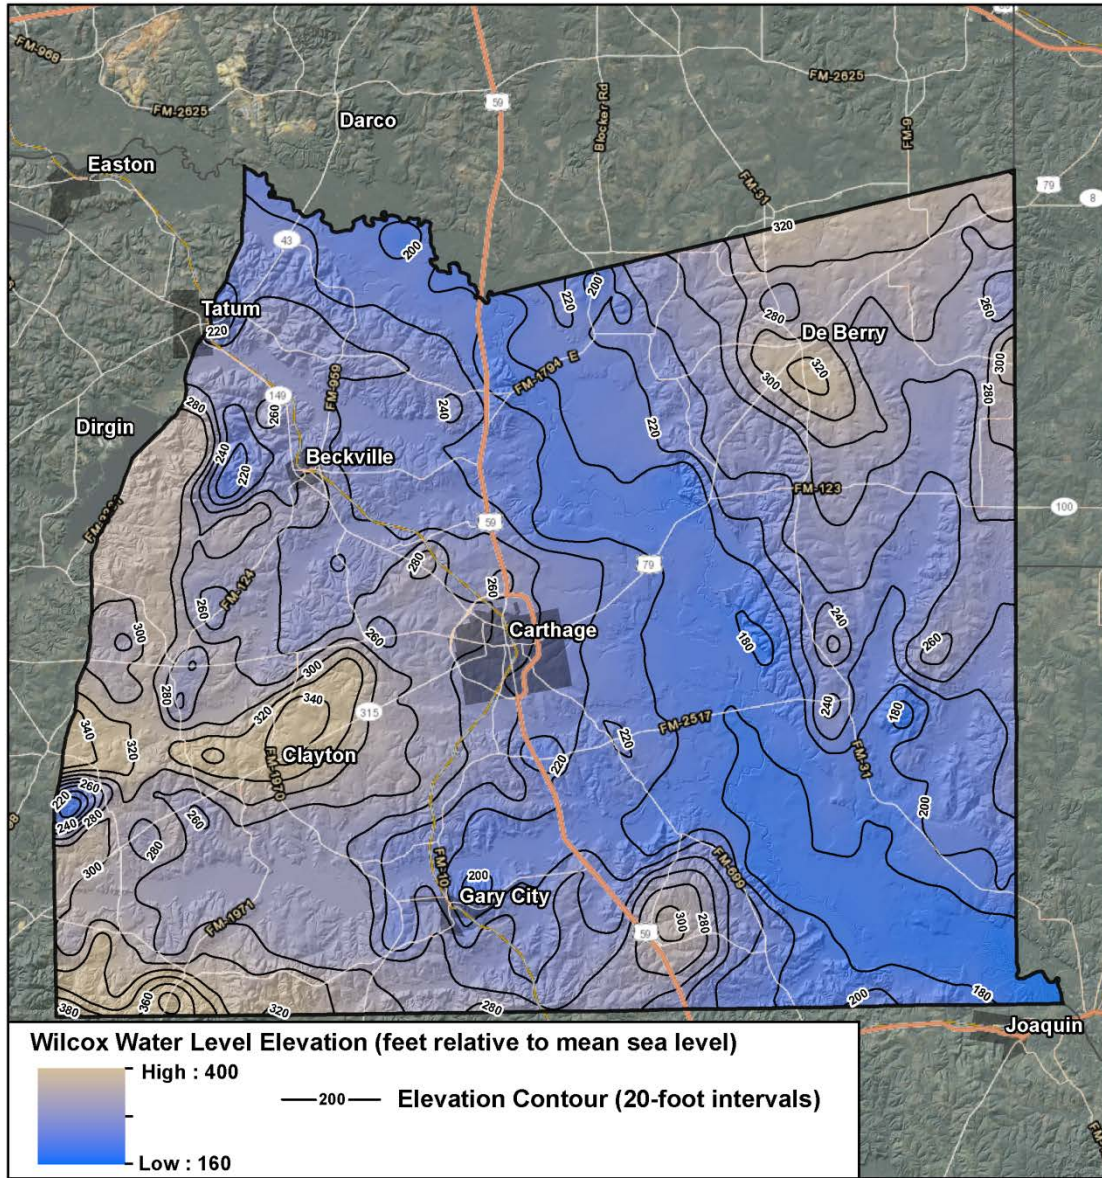 FM-968
FM-2625
59
Darco
Blocker Rd
FM-2625
FM-9
Easton
FM-31
79
8
320
43
200
Tatum
220
220
200
260
280
De Berry
320
300
300
280
FM-1794 E
FM-959
149
260
240
280
Dirgin
240
220
Beckville
220
FM-123
100
59
280
79
260
FM-124
260
300
260
Carthage
180
240
260
280
300
340
320
315
240
180
340
320
Clayton
220
220
FM-2517
FM-31
FM-1970
260
220
240
280
260
280
200
300
FM-10
200
Gary City
FM-699
FM-1971
300
280
59
360
380
320
280
200
180
Joaquin
Wilcox Water Level Elevation (feet relative to mean sea level)
High : 400
200 Elevation Contour (20-foot intervals)
Low : 160